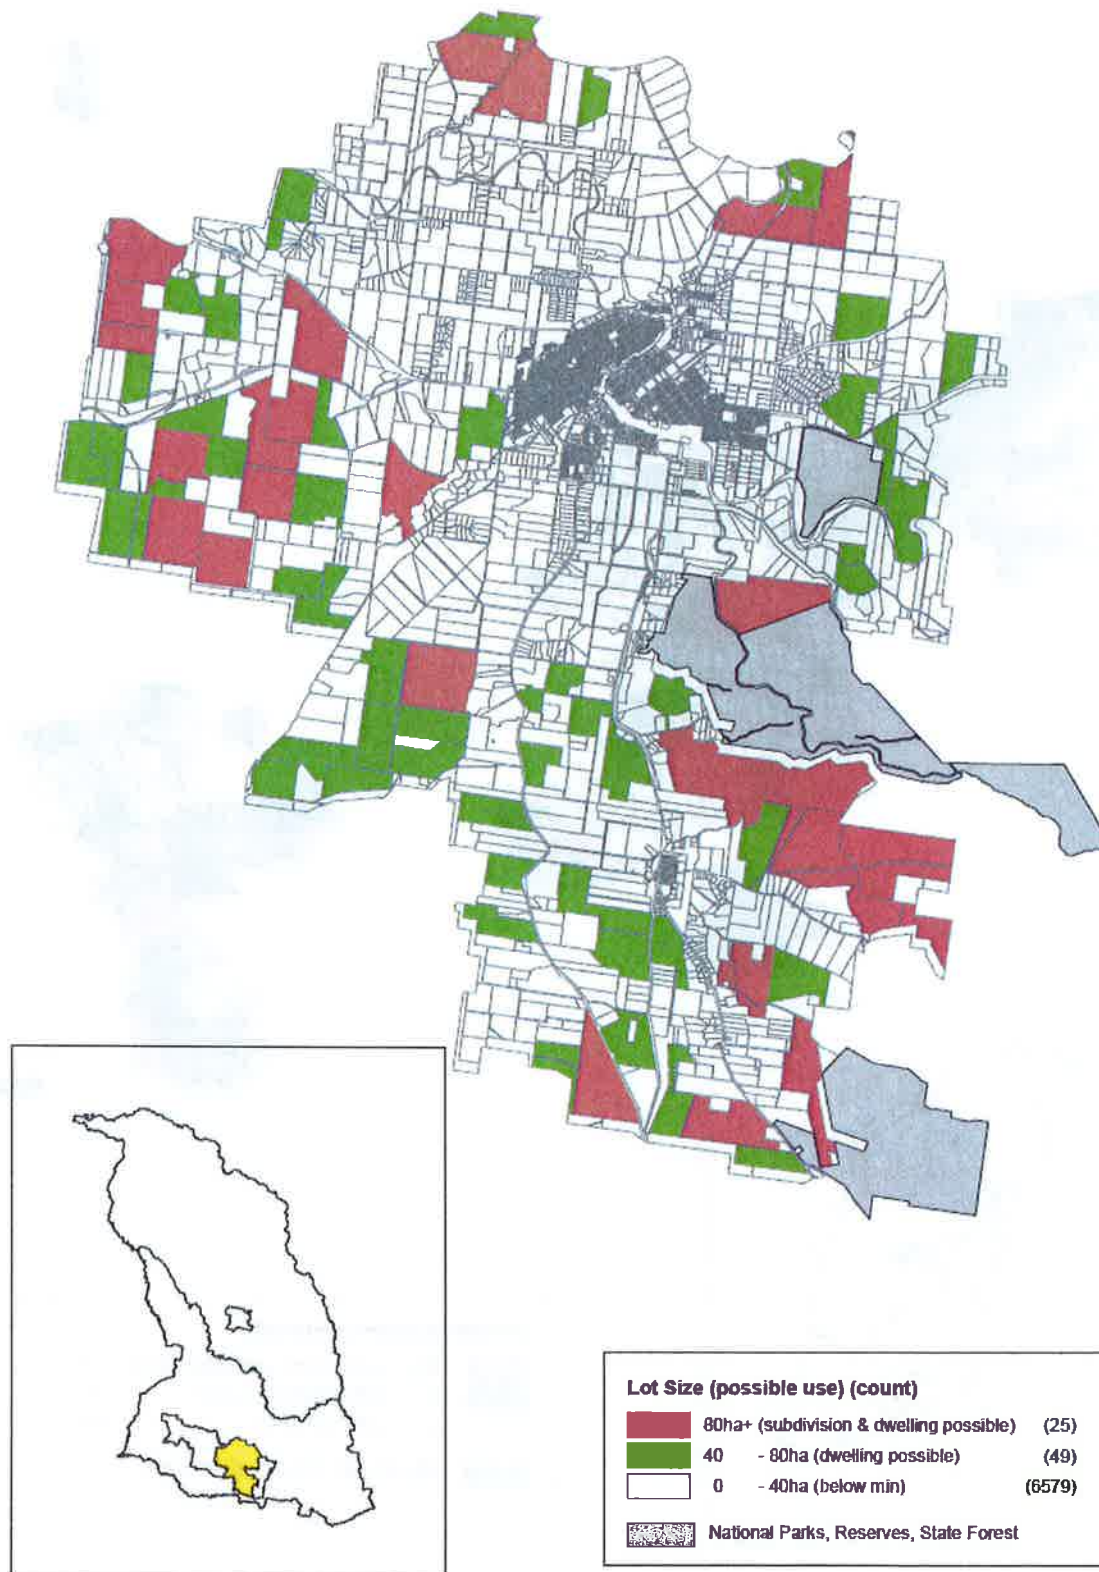 Lot Size (possible use) (count)
80ha+ (subdivision & dwelling possible) (25)
40 - 80ha (dwelling possible) (49)
0 - 40ha (below min) (6579)
National Parks, Reserves, State Forest